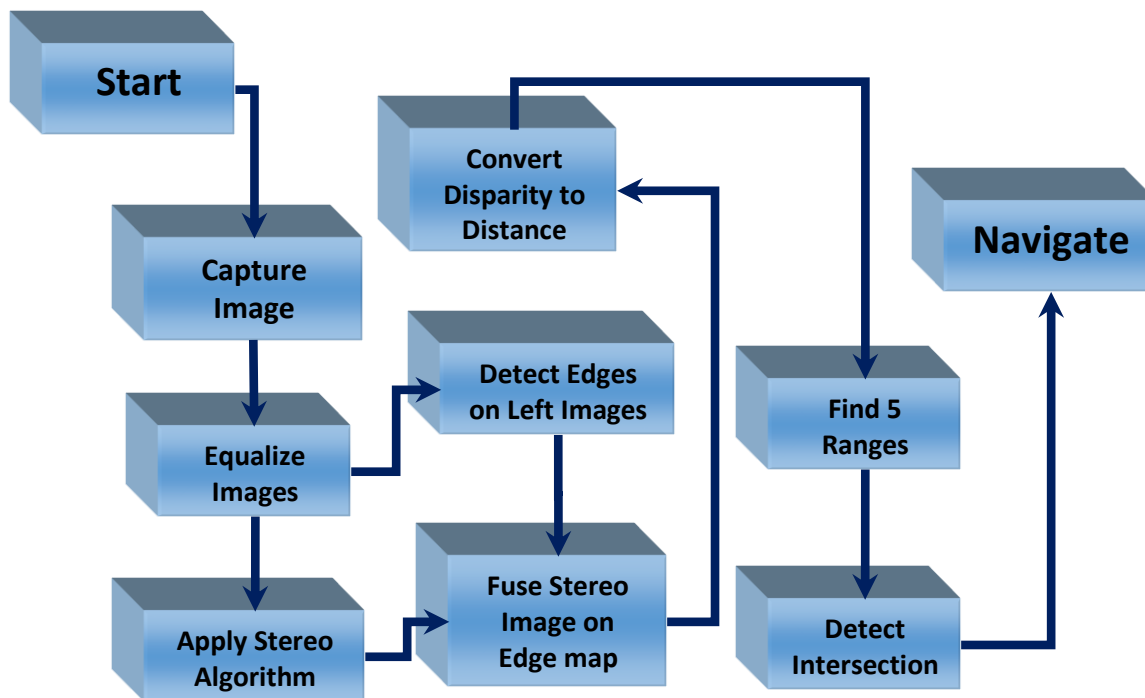 Start
Capture
Image
Equalize
Images
Apply Stereo
Algorithm
Detect Edges
on Left Images
Fuse Stereo
Image on
Edge map
Convert
Disparity to
Distance
Find 5
Ranges
Detect
Intersection
Navigate